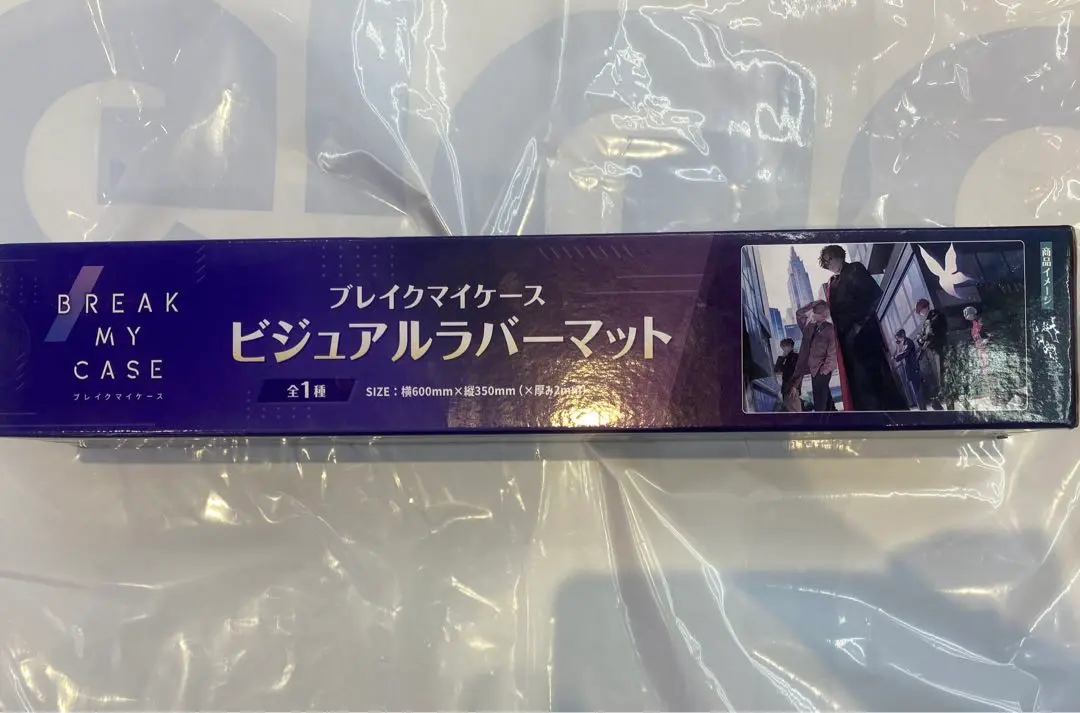 BREAK
MY
CASE
ブレイクマイケース
ブレイクマイケース
ビジュアルラバーマット
全1種
SIZE：横600mm×縦350mm（×厚み2mm）
商品イメージ